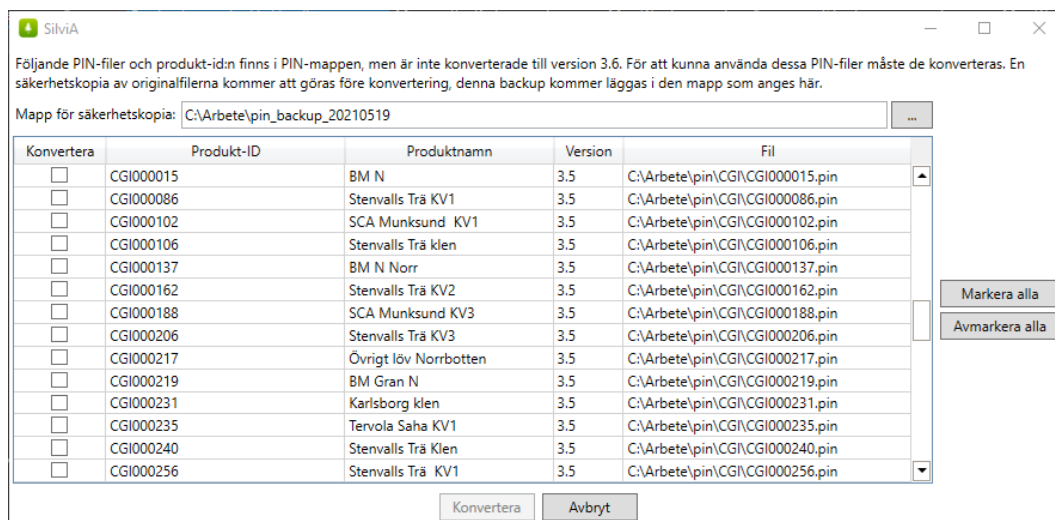 SilviA
Följande PIN-filer och produkt-id:n finns i PIN-mappen, men är inte konverterade till version 3.6. För att kunna använda dessa PIN-filer måste de konverteras. En
säkerhetskopia av originalfilerna kommer att göras före konvertering, denna backup kommer läggas i den mapp som anges här.
Mapp för säkerhetskopia: C:\Arbete\pin_backup_20210519 ...
Konvertera Produkt-ID Produktnamn Version Fil
CGI000015 BM N 3.5 C:\Arbete\pin\CGI\CGI000015.pin
CGI000086 Stenvalls Trä KV1 3.5 C:\Arbete\pin\CGI\CGI000086.pin
CGI000102 SCA Munksund  KV1 3.5 C:\Arbete\pin\CGI\CGI000102.pin
CGI000106 Stenvalls Trä klen 3.5 C:\Arbete\pin\CGI\CGI000106.pin
CGI000137 BM N Norr 3.5 C:\Arbete\pin\CGI\CGI000137.pin
CGI000162 Stenvalls Trä KV2 3.5 C:\Arbete\pin\CGI\CGI000162.pin
CGI000188 SCA Munksund KV3 3.5 C:\Arbete\pin\CGI\CGI000188.pin
CGI000206 Stenvalls Trä KV3 3.5 C:\Arbete\pin\CGI\CGI000206.pin
CGI000217 Övrigt löv Norrbotten 3.5 C:\Arbete\pin\CGI\CGI000217.pin
CGI000219 BM Gran N 3.5 C:\Arbete\pin\CGI\CGI000219.pin
CGI000231 Karlsborg klen 3.5 C:\Arbete\pin\CGI\CGI000231.pin
CGI000235 Tervola Saha KV1 3.5 C:\Arbete\pin\CGI\CGI000235.pin
CGI000240 Stenvalls Trä Klen 3.5 C:\Arbete\pin\CGI\CGI000240.pin
CGI000256 Stenvalls Trä  KV1 3.5 C:\Arbete\pin\CGI\CGI000256.pin
Markera alla
Avmarkera alla
Konvertera Avbryt